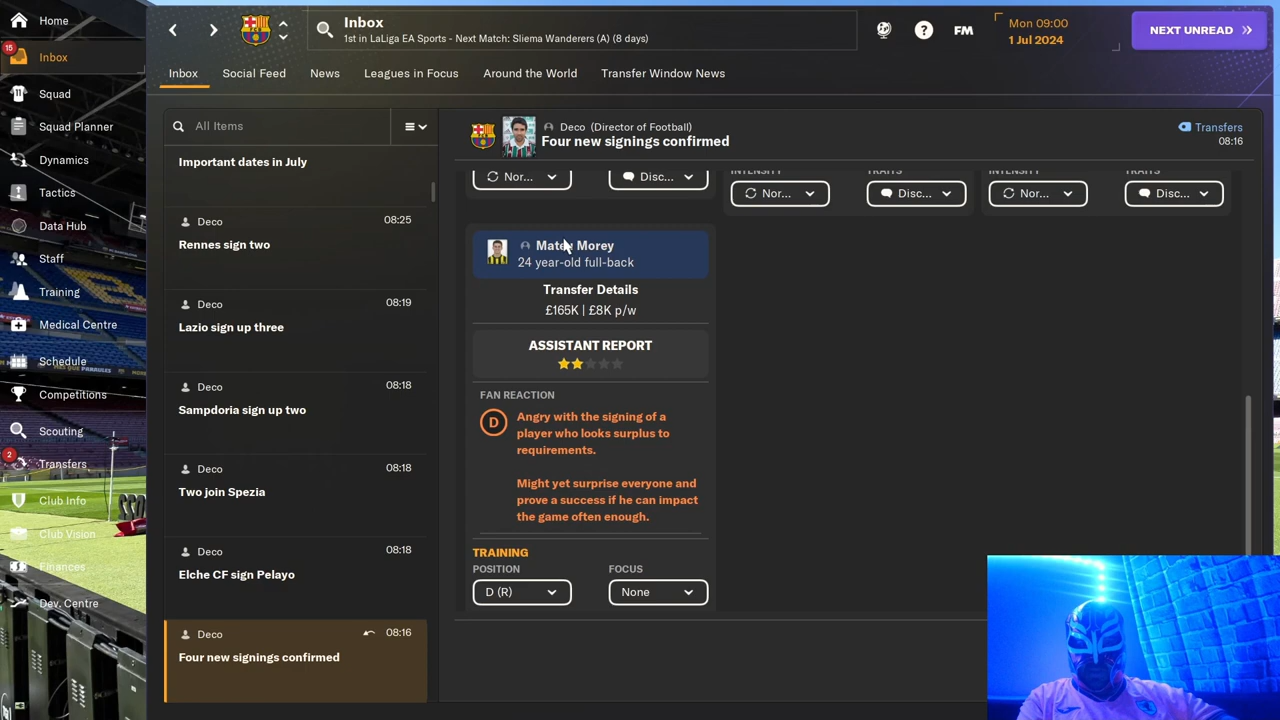 Home
Inbox
1st in LaLiga EA Sports - Next Match: Sliema Wanderers (A) (8 days)
?
FM
Mon 09:00
1 Jul 2024
NEXT UNREAD
15
Inbox
Inbox
Social Feed
News
Leagues in Focus
Around the World
Transfer Window News
Squad
Squad Planner
Dynamics
Tactics
Data Hub
Staff
Training
Medical Centre
Schedule
Competitions
Scouting
2
Transfers
Club Info
Club Vision
Finances
Dev. Centre
All Items
Important dates in July
Deco
08:25
Rennes sign two
Deco
08:19
Lazio sign up three
Deco
08:18
Sampdoria sign up two
Deco
08:18
Two join Spezia
Deco
08:18
Elche CF sign Pelayo
Deco
08:16
Four new signings confirmed
Deco (Director of Football)
Four new signings confirmed
Transfers
08:16
INTENSITY
TRAITS
INTENSITY
TRAITS
Nor...
Disc...
Nor...
Disc...
Nor...
Disc...
Mateu Morey
24 year-old full-back
Transfer Details
£165K | £8K p/w
ASSISTANT REPORT
FAN REACTION
D
Angry with the signing of a
player who looks surplus to
requirements.
Might yet surprise everyone and
prove a success if he can impact
the game often enough.
TRAINING
POSITION
FOCUS
D (R)
None